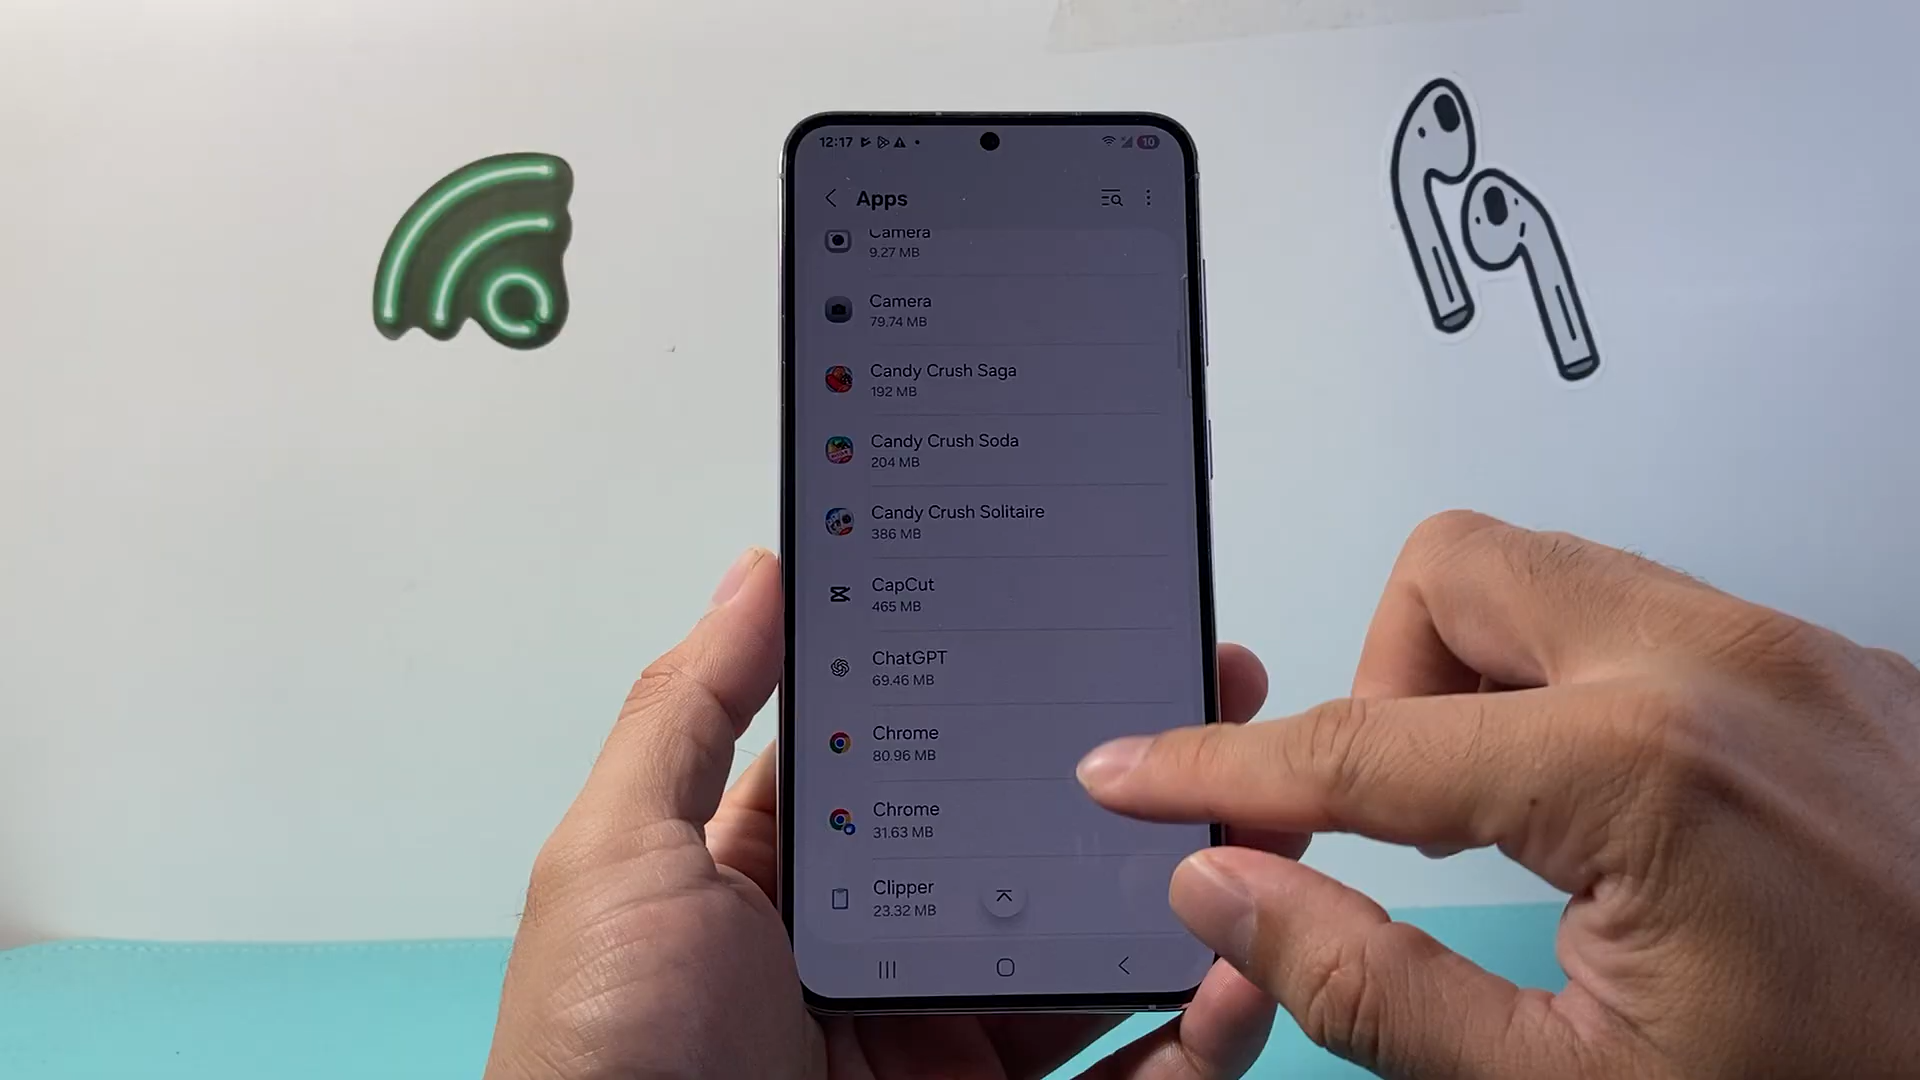 12:17
10
Apps
Camera
9.27 MB
Camera
79.74 MB
Candy Crush Saga
192 MB
Candy Crush Soda
204 MB
Candy Crush Solitaire
386 MB
CapCut
465 MB
ChatGPT
69.46 MB
Chrome
80.96 MB
Chrome
31.63 MB
Clipper
23.32 MB